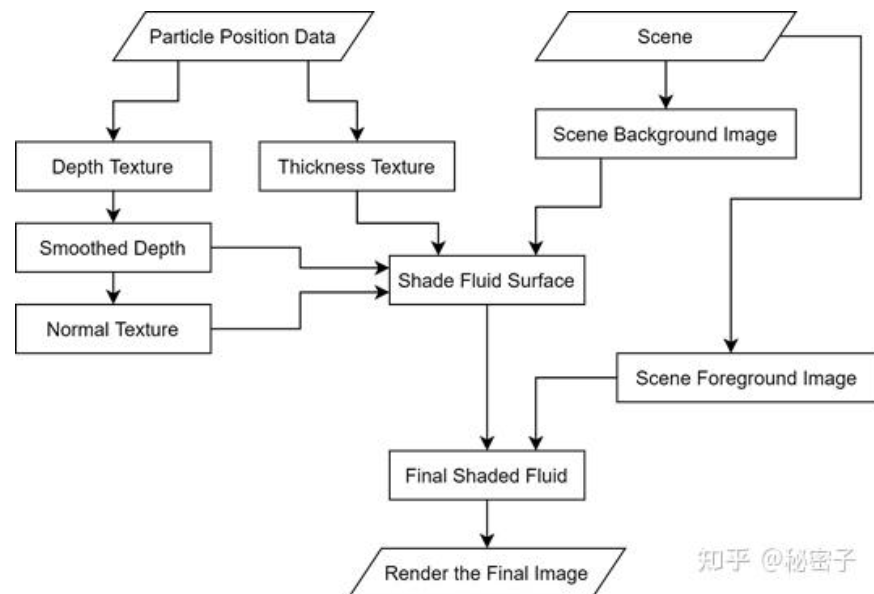 Particle Position Data
Scene
Scene Background Image
Depth Texture
Thickness Texture
Smoothed Depth
Shade Fluid Surface
Normal Texture
Scene Foreground Image
Final Shaded Fluid
Render the Final Image
知乎 @秘密子